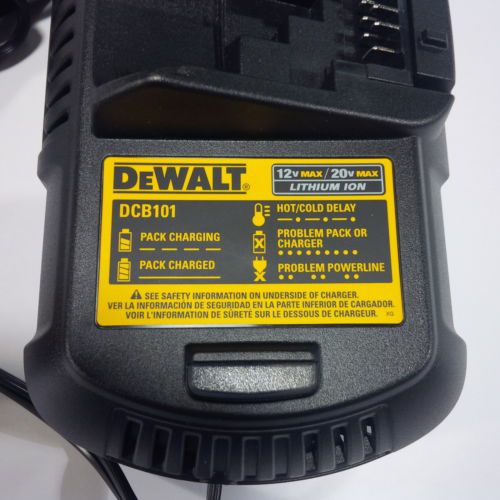 DEWALT®
12V MAX / 20V MAX
LITHIUM ION
DCB101
PACK CHARGING
PACK CHARGED
HOT/COLD DELAY
PROBLEM PACK OR
CHARGER
PROBLEM POWERLINE
⚠ SEE SAFETY INFORMATION ON UNDERSIDE OF CHARGER.
VER LA INFORMACIÓN DE SEGURIDAD EN LA PARTE INFERIOR DE CARGADOR.
VOIR L'INFORMATION DE SÛRETÉ SUR LE DESSOUS DE CHARGEUR.